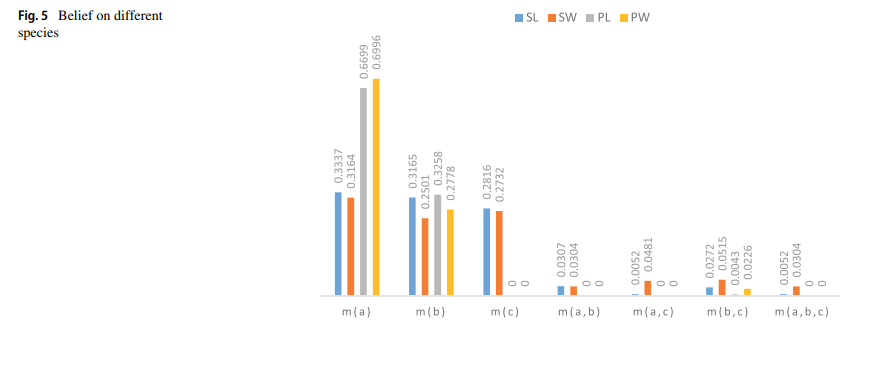 Fig. 5 Belief on different
species
SL SW PL PW
0.3337 0.3164 0.6699 0.6996
0.3165 0.2501 0.3258 0.2778
0.2816 0.2732 0 0
0.0307 0.0304 0 0
0.0052 0.0481 0 0
0.0272 0.0515 0.0043 0.0226
0.0052 0.0304 0 0
m(a) m(b) m(c) m(a,b) m(a,c) m(b,c) m(a,b,c)